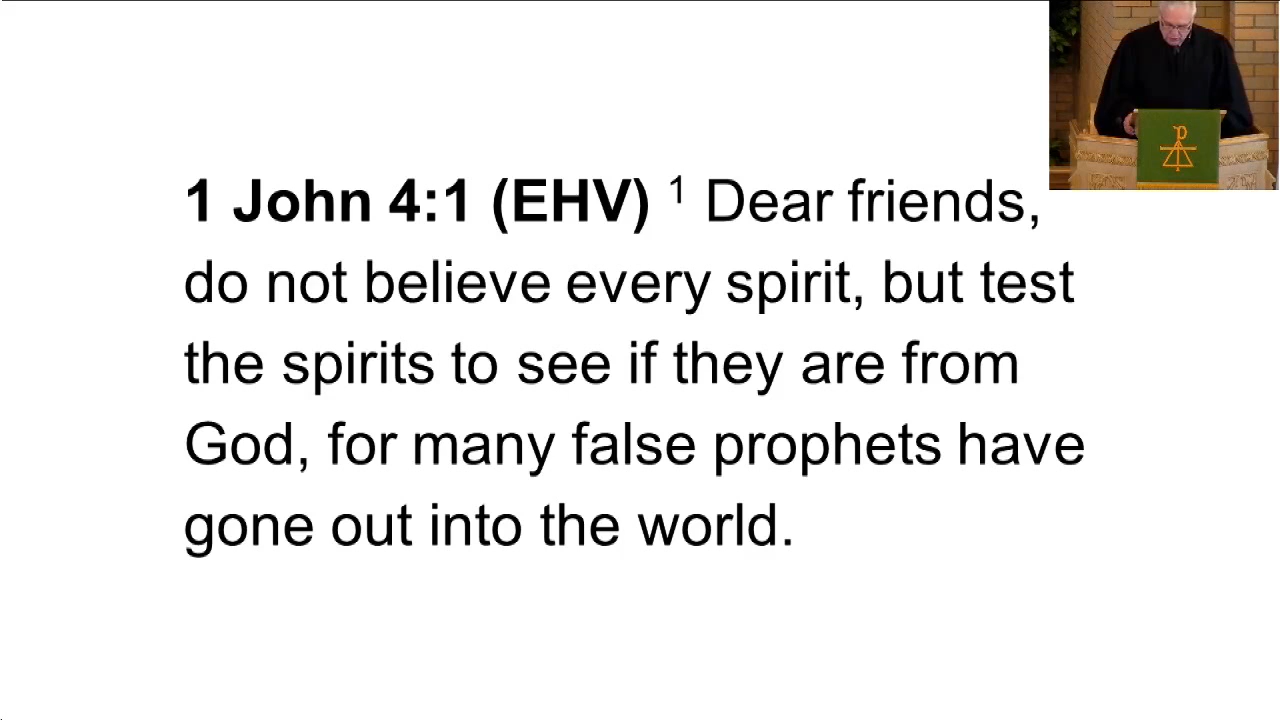 1 John 4:1 (EHV) ¹ Dear friends,
do not believe every spirit, but test
the spirits to see if they are from
God, for many false prophets have
gone out into the world.